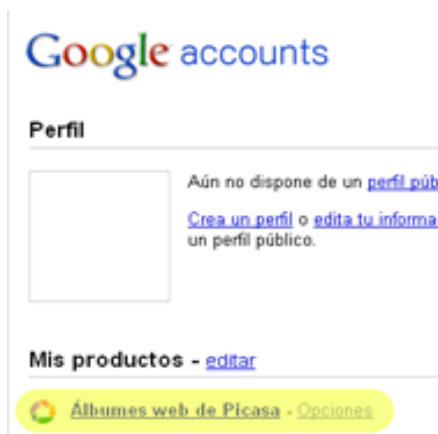 Google accounts
Perfil
Aún no dispone de un perfil púb
Crea un perfil o edita tu informa
un perfil público.
Mis productos - editar
Álbumes web de Picasa - Opciones